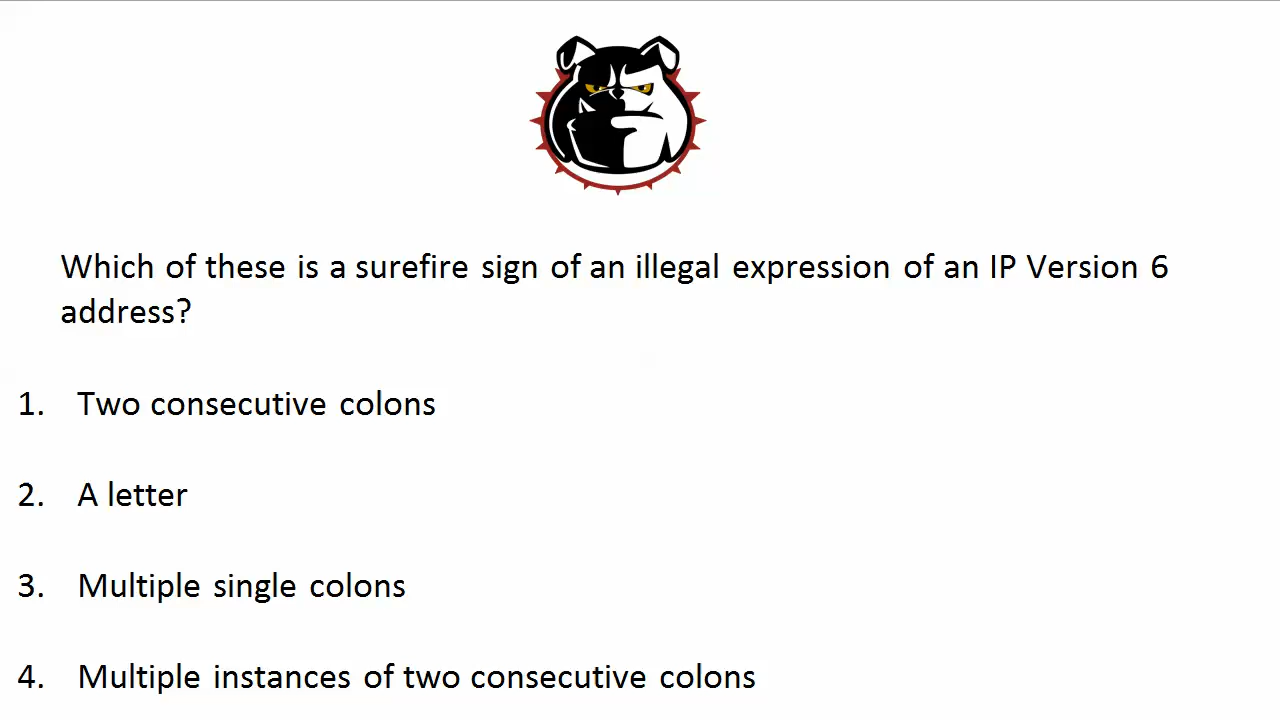 Which of these is a surefire sign of an illegal expression of an IP Version 6
address?
1. Two consecutive colons
2. A letter
3. Multiple single colons
4. Multiple instances of two consecutive colons